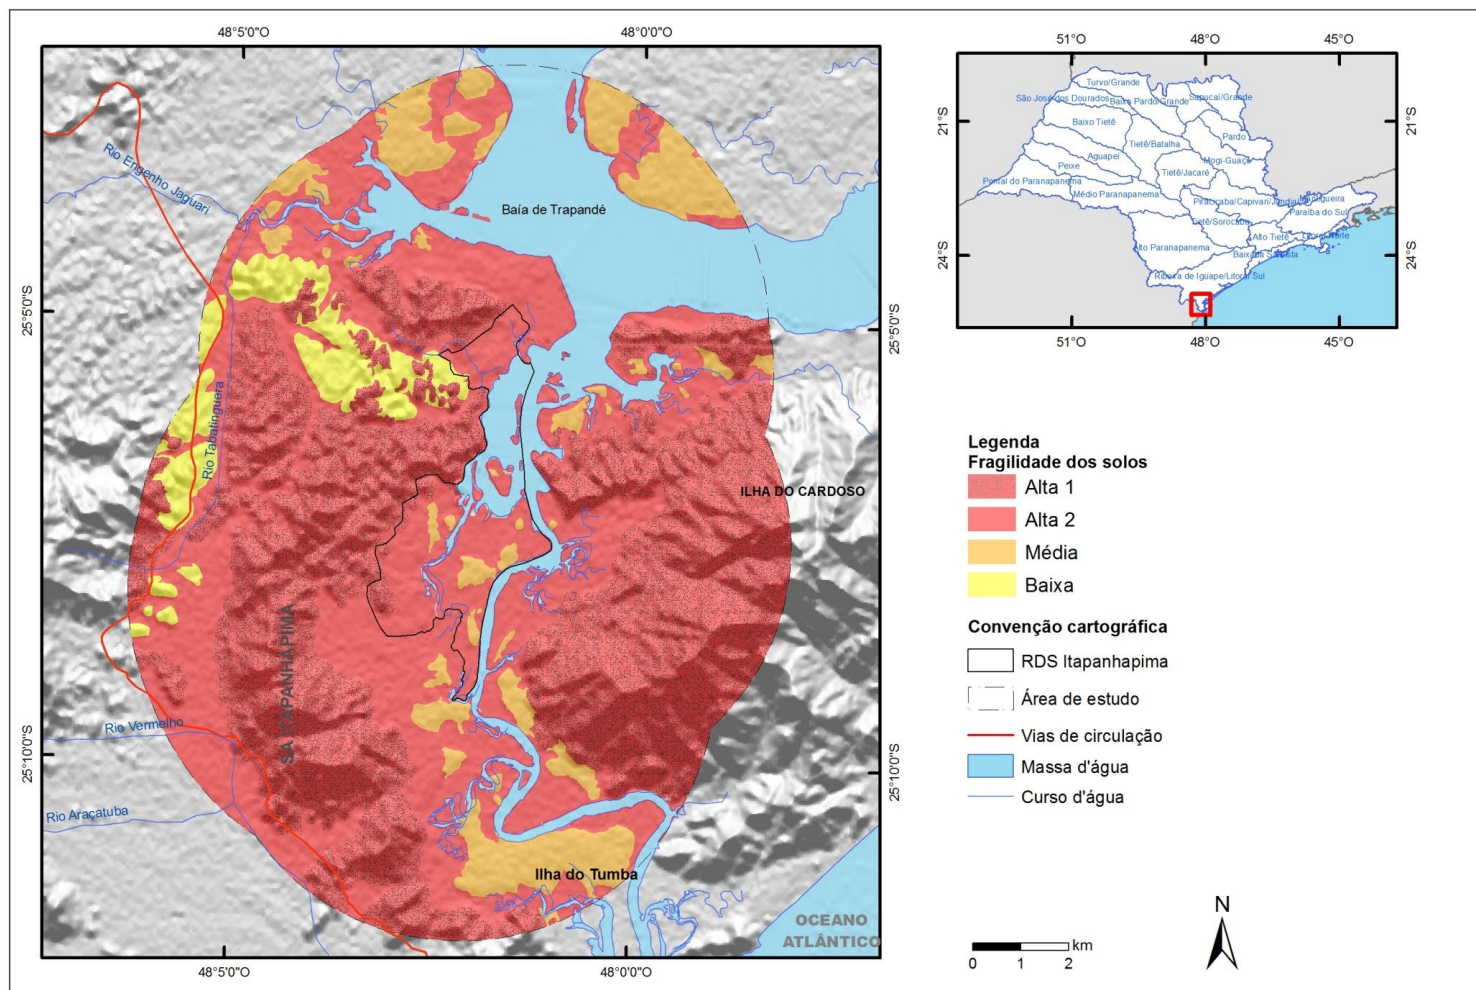 48°5'0"O
48°0'0"O
Rio Engenho Jaguari
Baía de Trapandé
25°5'0"S
25°5'0"S
Rio Tabatinguera
ILHA DO CARDOSO
SA ITAPANHAPIMA
25°10'0"S
25°10'0"S
Rio Vermelho
Rio Araçatuba
Ilha do Tumba
OCEANO
ATLÂNTICO
48°5'0"O
48°0'0"O
51°O
48°O
45°O
21°S
21°S
24°S
24°S
Turvo/Grande
São José dos Dourados
Baixo Pardo/Grande
Sapucaí/Grande
Baixo Tietê
Pardo
Tietê/Batalha
Aguapeí
Mogi-Guaçu
Peixe
Tietê/Jacaré
Pontal do Paranapanema
Médio Paranapanema
Piracicaba/Capivari/Jundiaí
Mantiqueira
Paraíba do Sul
Tietê/Sorocaba
Alto Tietê
Litoral Norte
Alto Paranapanema
Baixada Santista
Ribeira de Iguape/Litoral Sul
51°O
48°O
45°O
Legenda
Fragilidade dos solos
Alta 1
Alta 2
Média
Baixa
Convenção cartográfica
RDS Itapanhapima
Área de estudo
Vias de circulação
Massa d'água
Curso d'água
km
0 1 2
N